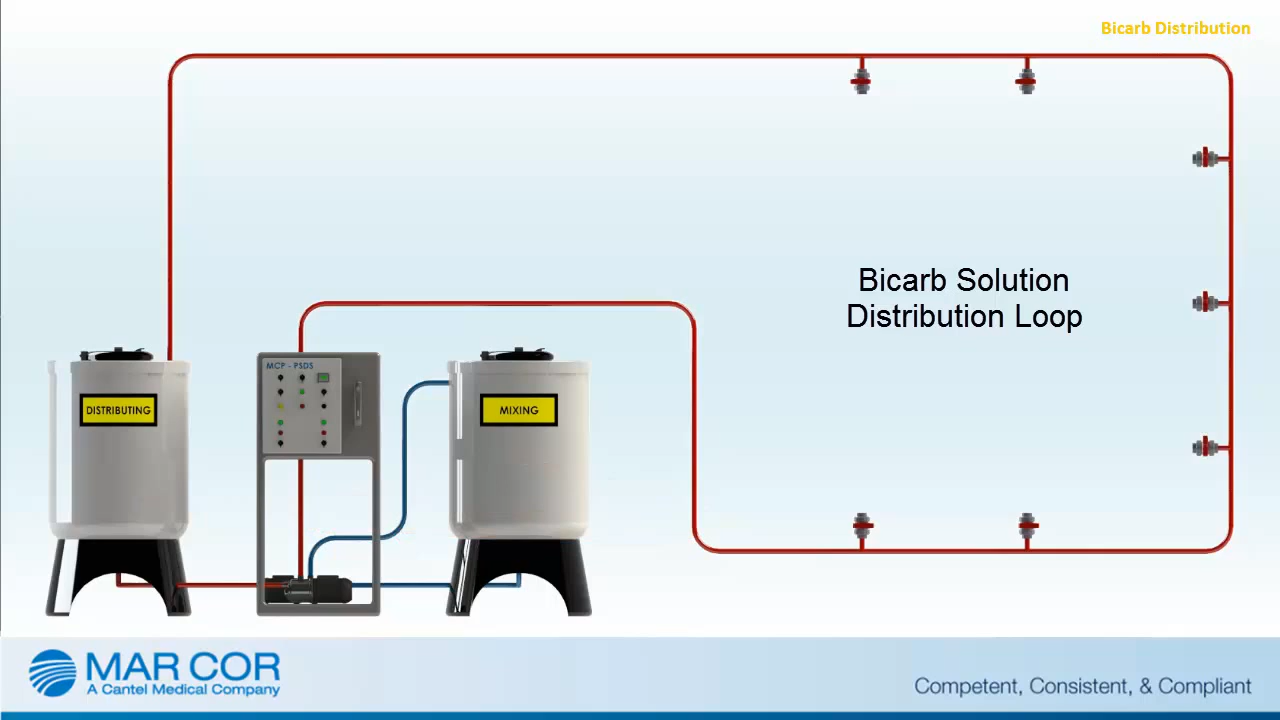 Bicarb Distribution
Bicarb Solution
Distribution Loop
MCP - PSDS
DISTRIBUTING
MIXING
MAR COR
A Cantel Medical Company
Competent, Consistent, & Compliant